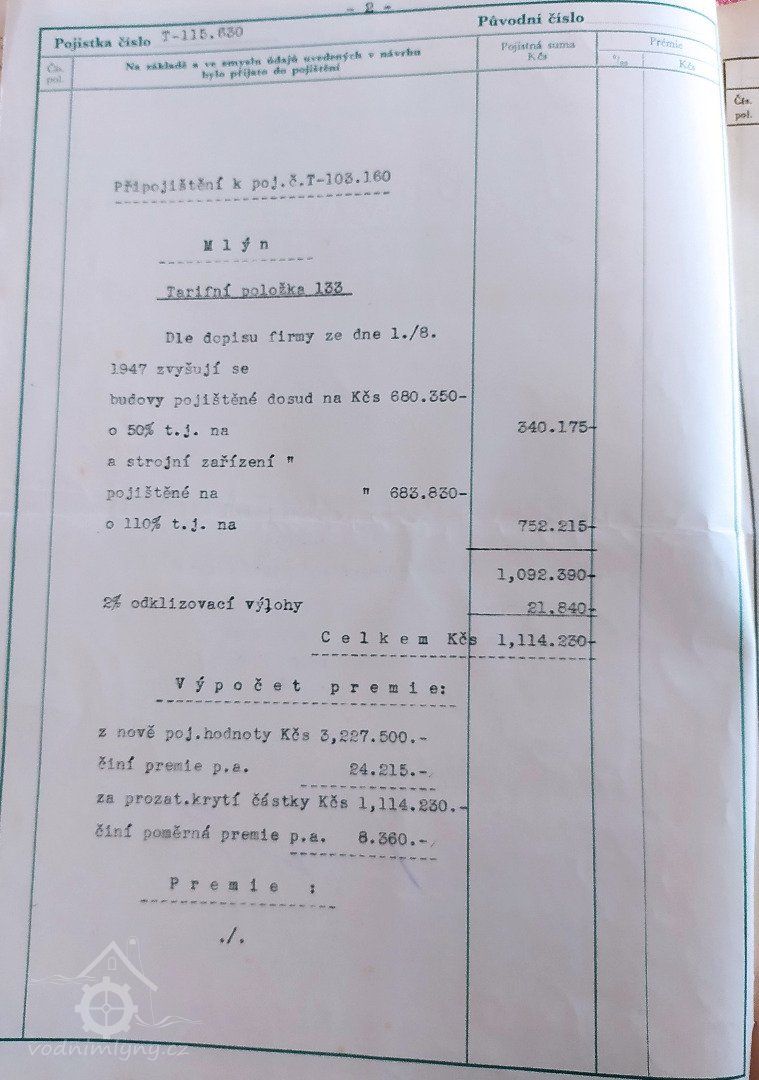 - 2 -
Pojistka číslo T-115.630 Původní číslo
Čís. pol. Na základě a ve smyslu údajů uvedených v návrhu bylo přijato do pojištění Pojistná suma Kčs Prémie
‰ Kčs
Čís. pol.
Připojištění k poj.č.T-103.160
M l ý n
Tarifní položka 133
Dle dopisu firmy ze dne 1./8.
1947 zvyšují se
budovy pojištěné dosud na Kčs 680.350-
o 50% t.j. na 340.175-
a strojní zařízení "
pojištěné na " 683.830-
o 110% t.j. na 752.215-
1,092.390-
2% odklizovací výlohy 21.840-
C e l k e m Kčs 1,114.230-
V ý p o č e t p r e m i e:
z nové poj.hodnoty Kčs 3,227.500.-
činí premie p.a. 24.215.-
za prozat.krytí částky Kčs 1,114.230.-
činí poměrná premie p.a. 8.360.-
P r e m i e :
./.
vodnimlyny.cz